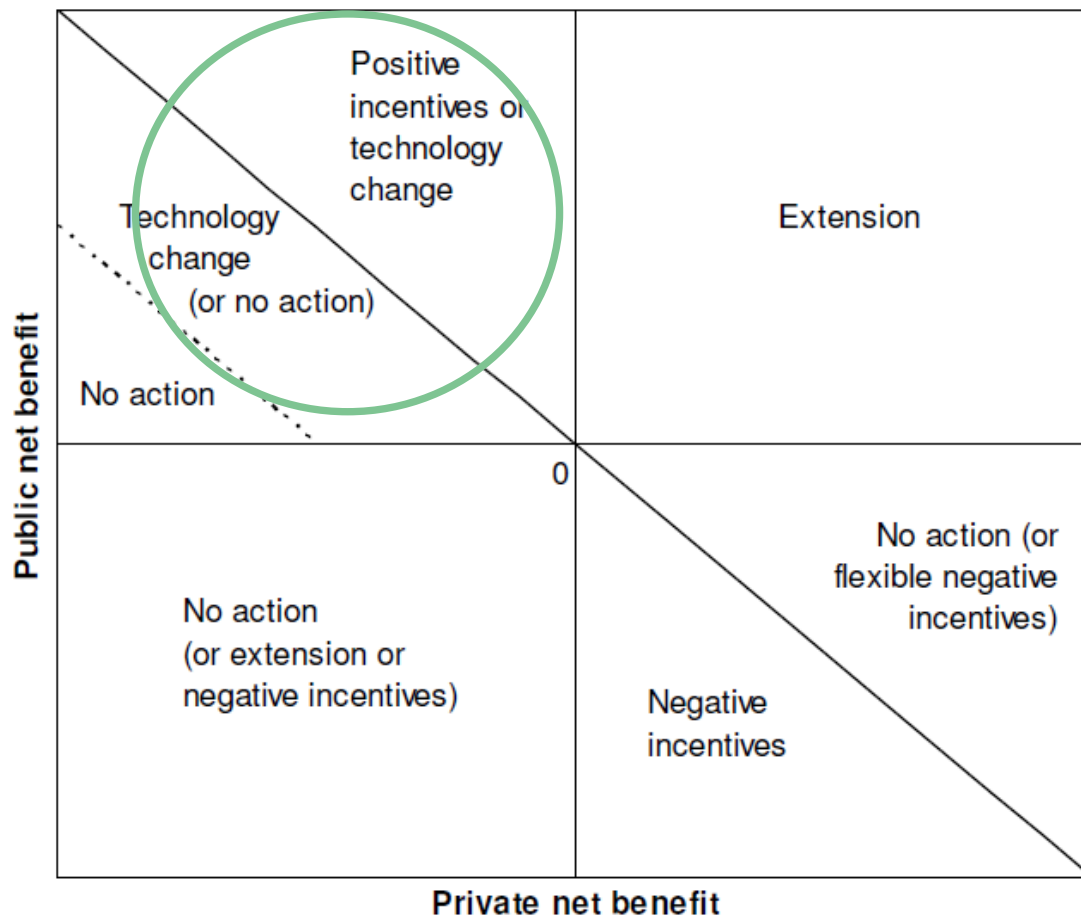 Positive
incentives or
technology
change
Extension
Technology
change
(or no action)
No action
0
Public net benefit
No action (or
flexible negative
incentives)
No action
(or extension or
negative incentives)
Negative
incentives
Private net benefit